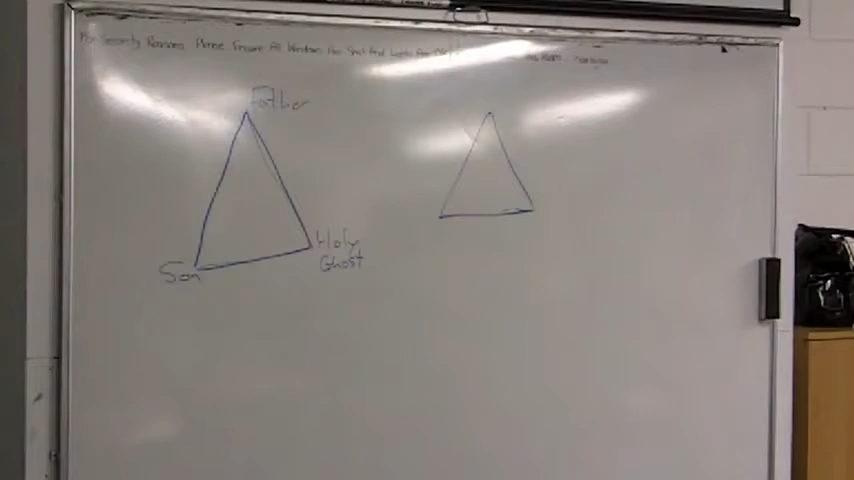 For Security Reasons Please Ensure All Windows Are Shut And Lights Are Off
Father
Son
Holy
Ghost